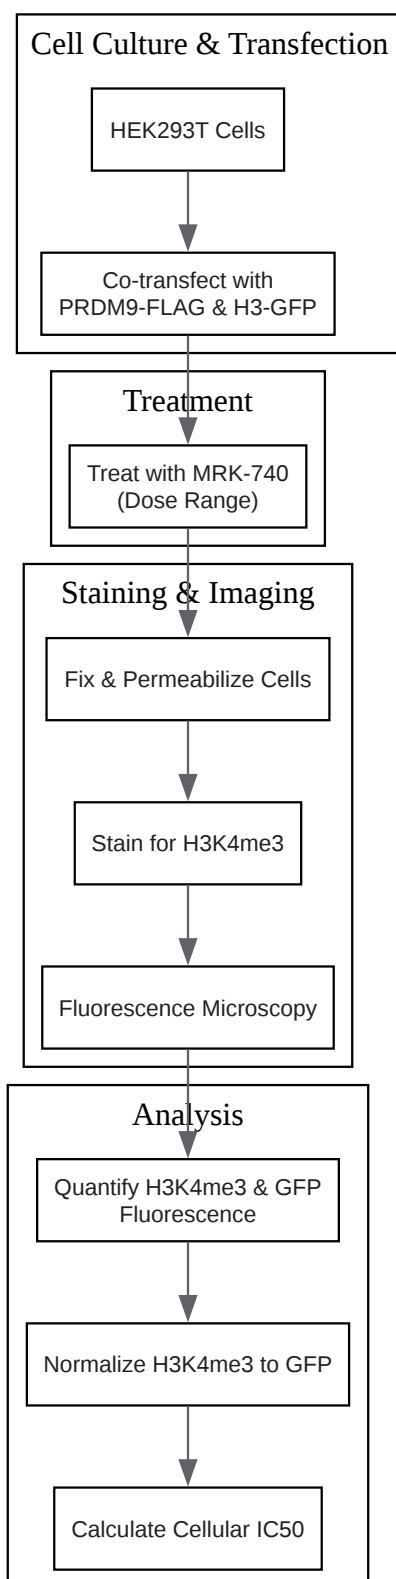 Cell Culture & Transfection
HEK293T Cells
Co-transfect with
PRDM9-FLAG & H3-GFP
Treatment
Treat with MRK-740
(Dose Range)
Staining & Imaging
Fix & Permeabilize Cells
Stain for H3K4me3
Fluorescence Microscopy
Analysis
Quantify H3K4me3 & GFP
Fluorescence
Normalize H3K4me3 to GFP
Calculate Cellular IC50